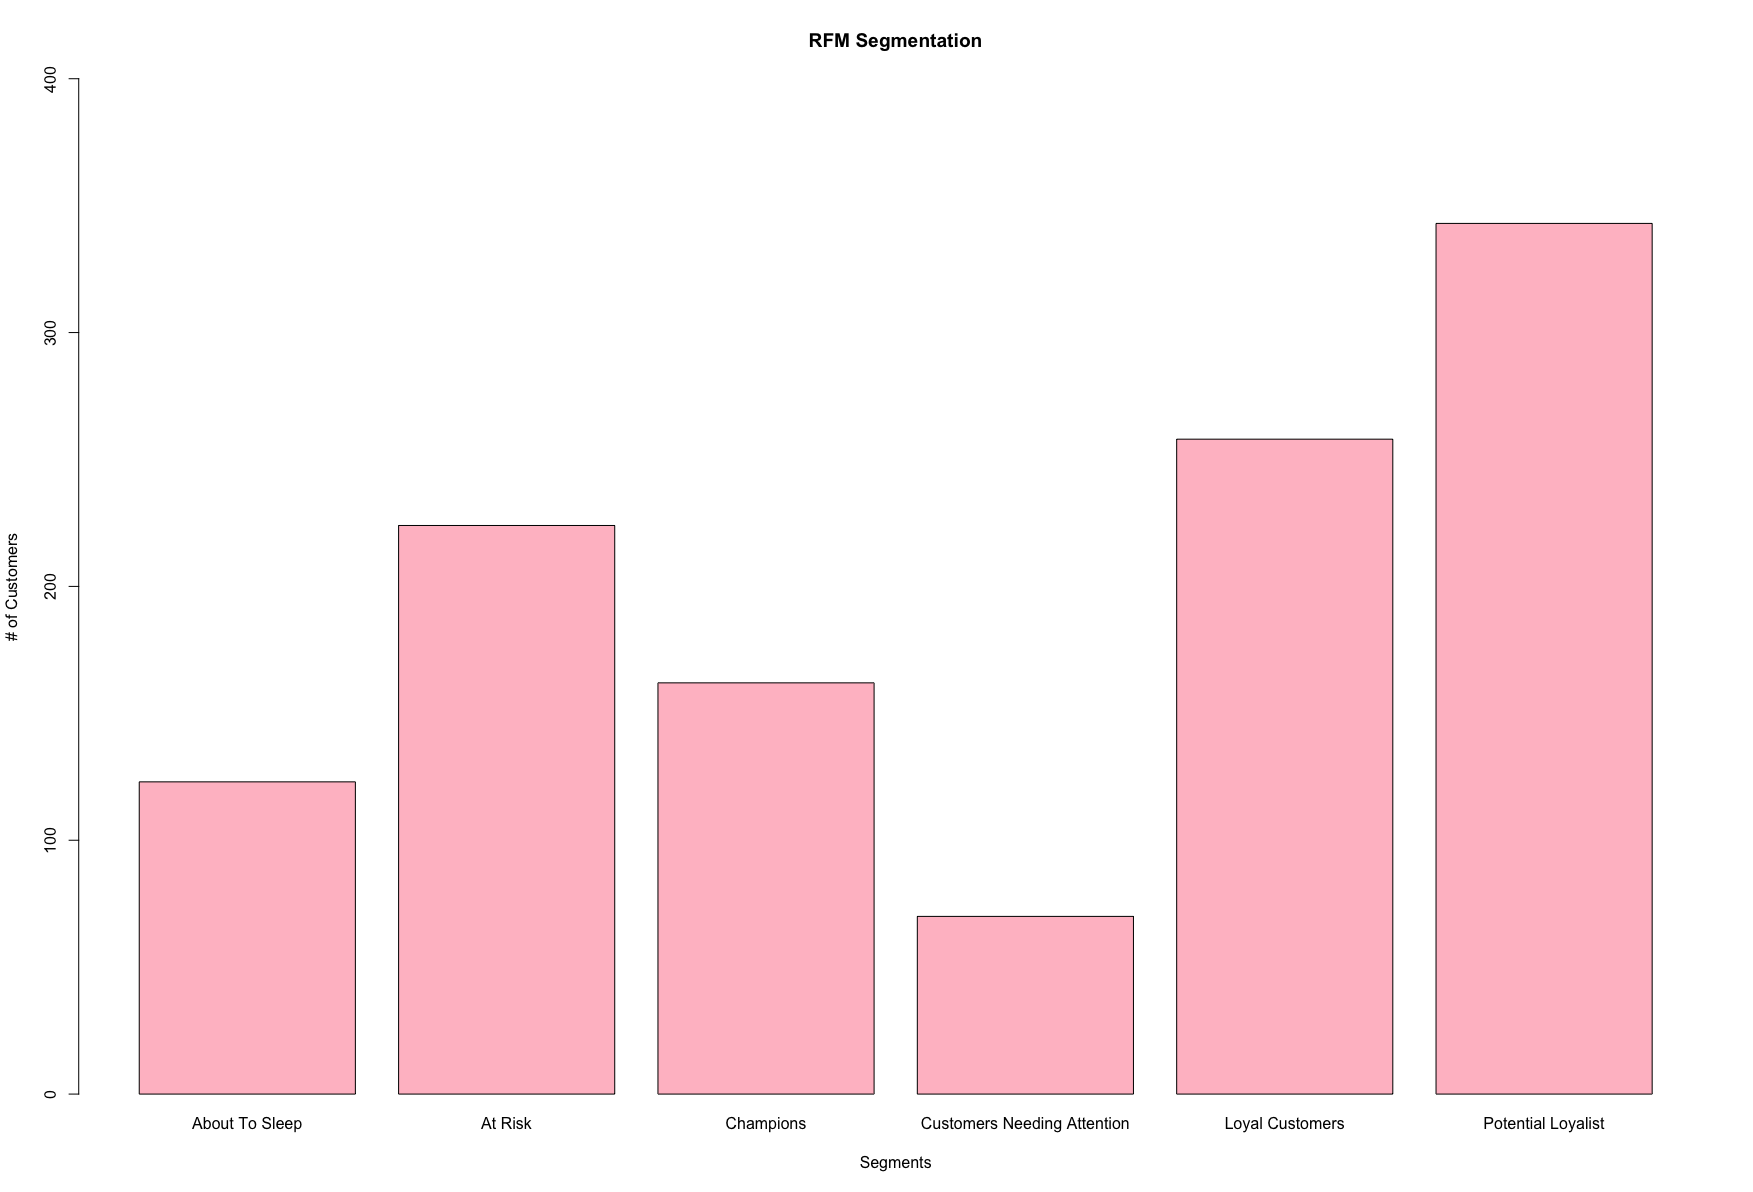 RFM Segmentation
400
300
200
100
0
# of Customers
About To Sleep
At Risk
Champions
Customers Needing Attention
Loyal Customers
Potential Loyalist
Segments